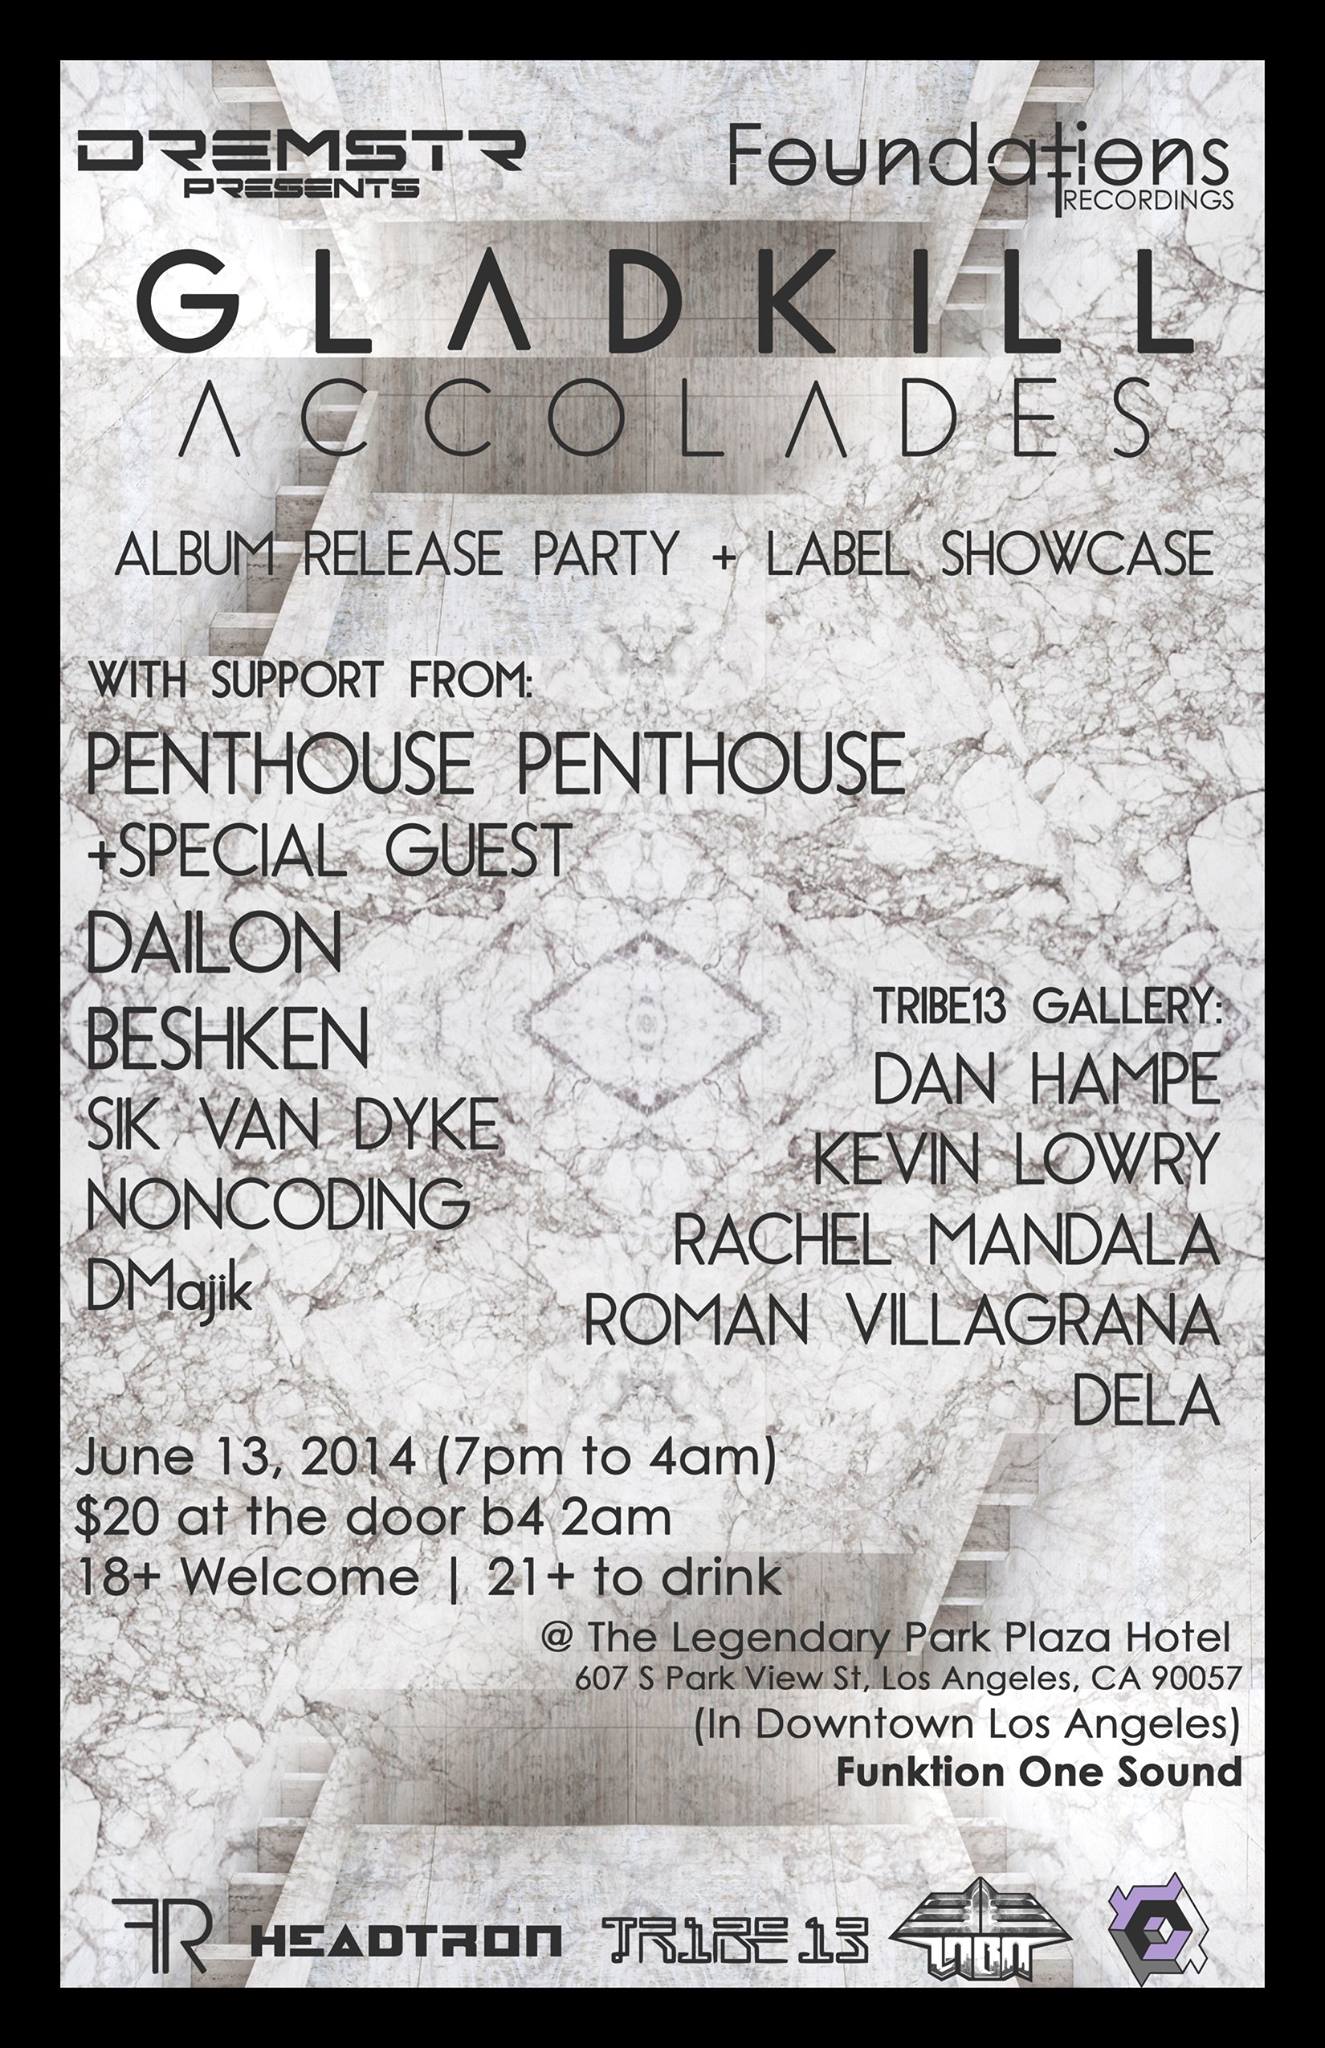 DREMSTR
PRESENTS
Foundations
RECORDINGS
GLADKILL
ACCOLADES
ALBUM RELEASE PARTY + LABEL SHOWCASE
WITH SUPPORT FROM:
PENTHOUSE PENTHOUSE
+SPECIAL GUEST
DAILON
BESHKEN
SIK VAN DYKE
NONCODING
DMajik
TRIBE13 GALLERY:
DAN HAMPE
KEVIN LOWRY
RACHEL MANDALA
ROMAN VILLAGRANA
DELA
June 13, 2014 (7pm to 4am)
$20 at the door b4 2am
18+ Welcome | 21+ to drink
@ The Legendary Park Plaza Hotel
607 S Park View St, Los Angeles, CA 90057
(In Downtown Los Angeles)
Funktion One Sound
FR HEADTRON TR1BE 13